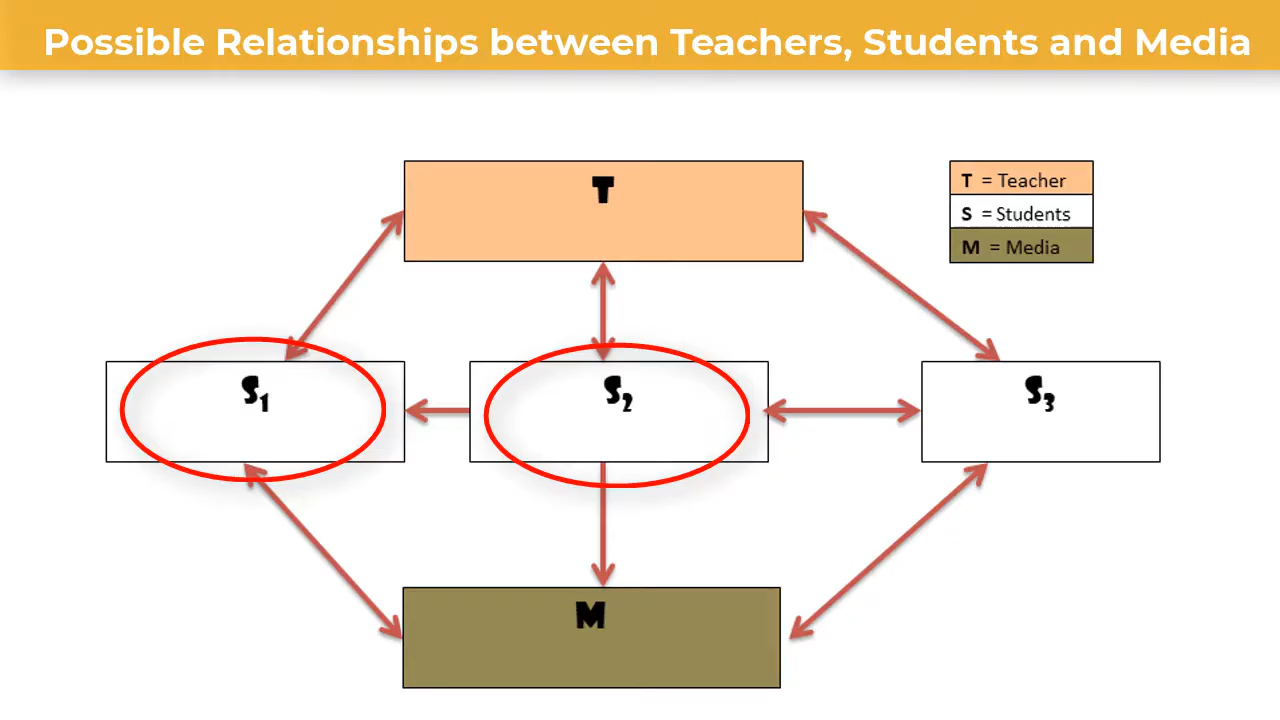 Possible Relationships between Teachers, Students and Media
T
T = Teacher
S = Students
M = Media
S₁
S₂
S₃
M